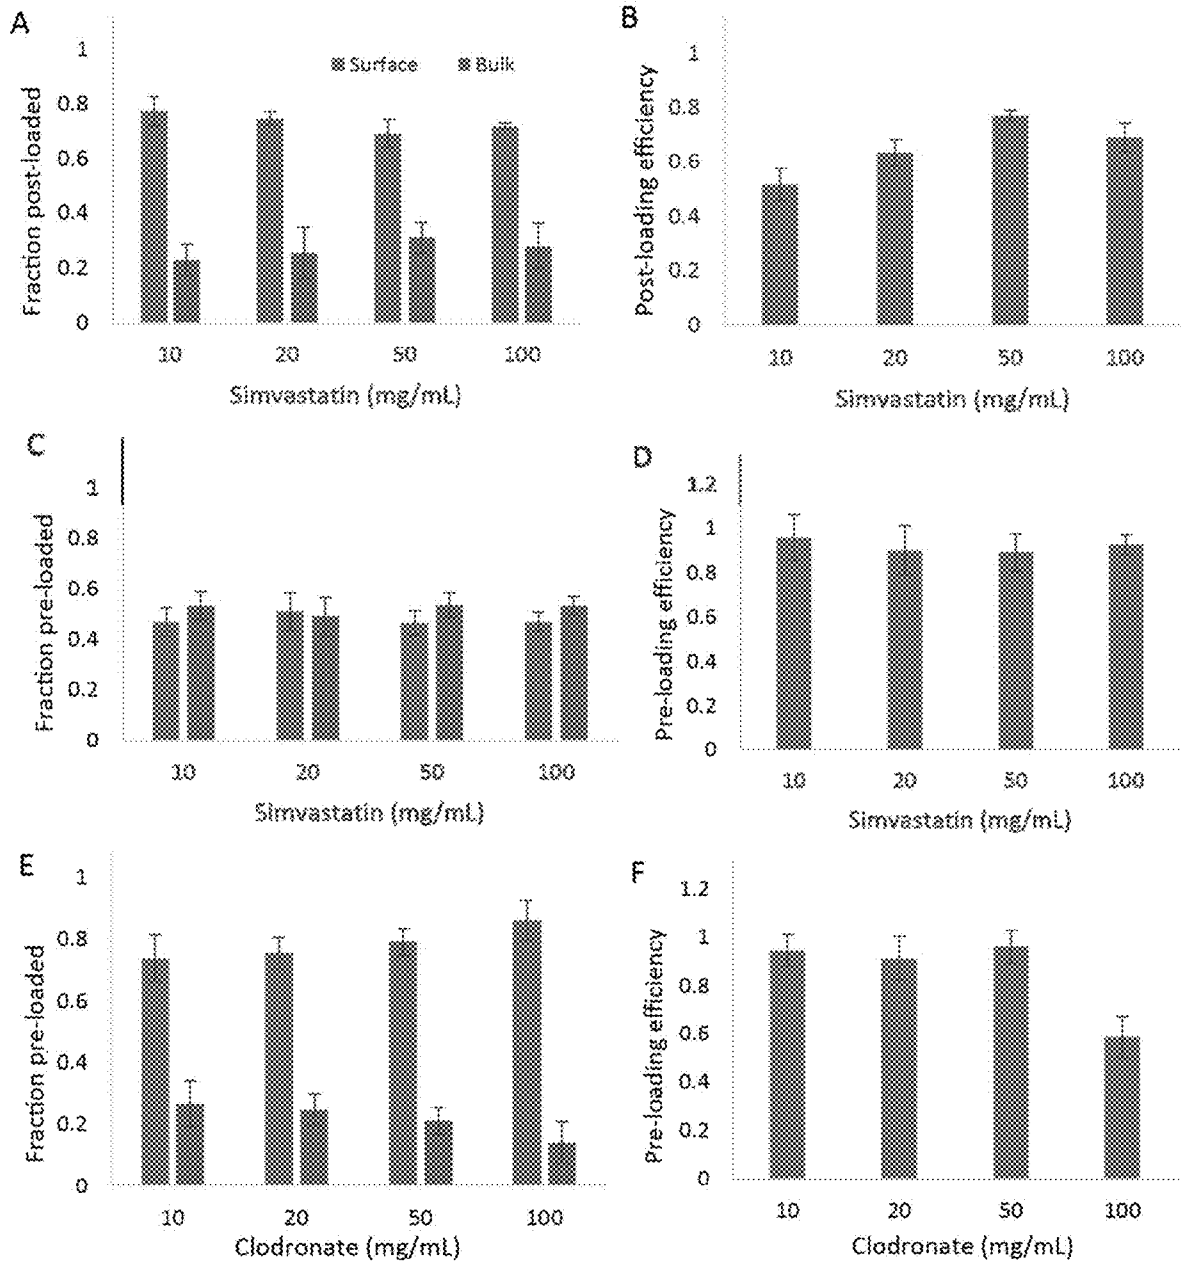 A
Fraction post-loaded
1
0.8
0.6
0.4
0.2
0
Surface Bulk
10 20 50 100
Simvastatin (mg/mL)
B
Post-loading efficiency
1
0.8
0.6
0.4
0.2
0
10 20 50 100
Simvastatin (mg/mL)
C
Fraction pre-loaded
1
0.8
0.6
0.4
0.2
0
10 20 50 100
Simvastatin (mg/mL)
D
Pre-loading efficiency
1.2
1
0.8
0.6
0.4
0.2
0
10 20 50 100
Simvastatin (mg/mL)
E
Fraction pre-loaded
1
0.8
0.6
0.4
0.2
0
10 20 50 100
Clodronate (mg/mL)
F
Pre-loading efficiency
1.2
1
0.8
0.6
0.4
0.2
0
10 20 50 100
Clodronate (mg/mL)